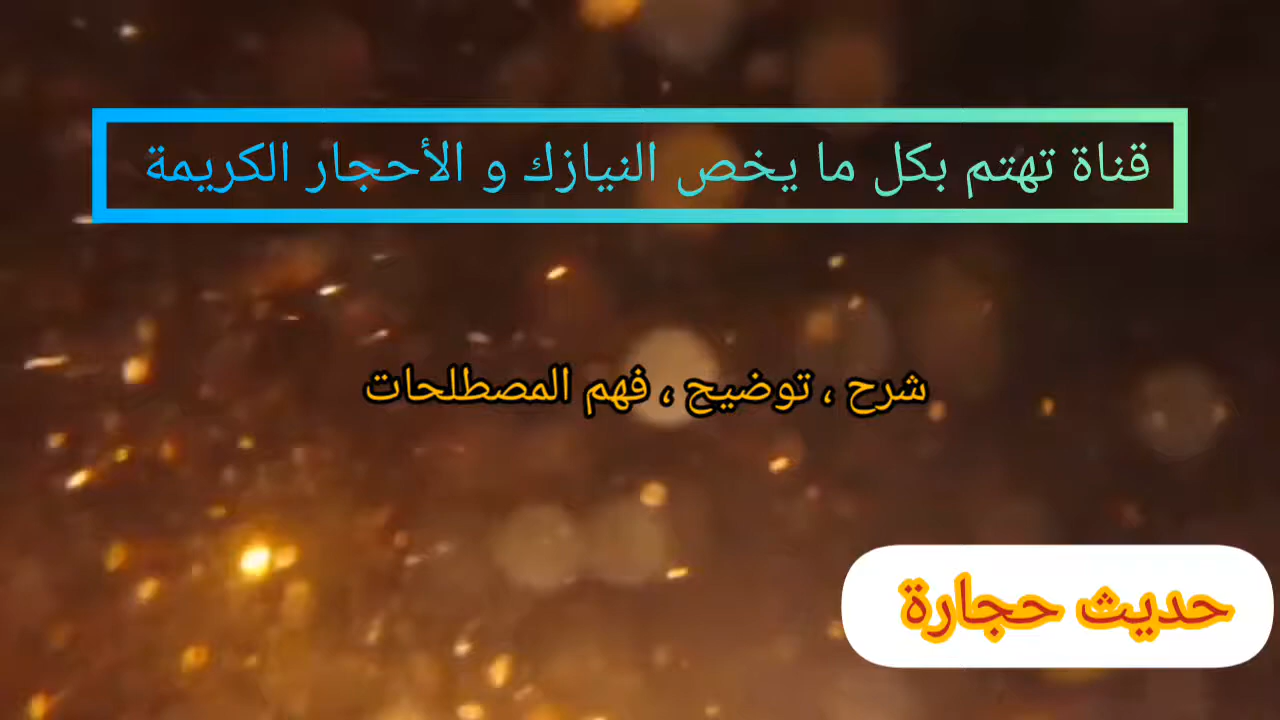 قناة تهتم بكل ما يخص النيازك و الأحجار الكريمة
شرح ، توضيح ، فهم المصطلحات
حديث حجارة